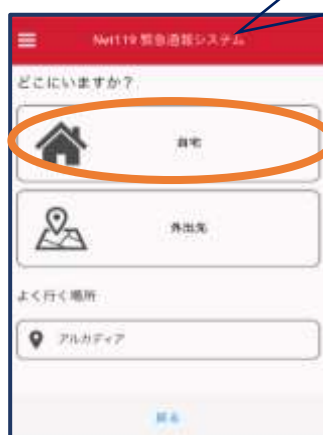 Net119 緊急通報システム
どこにいますか?
自宅
外出先
よく行く場所
アルカディア
戻る